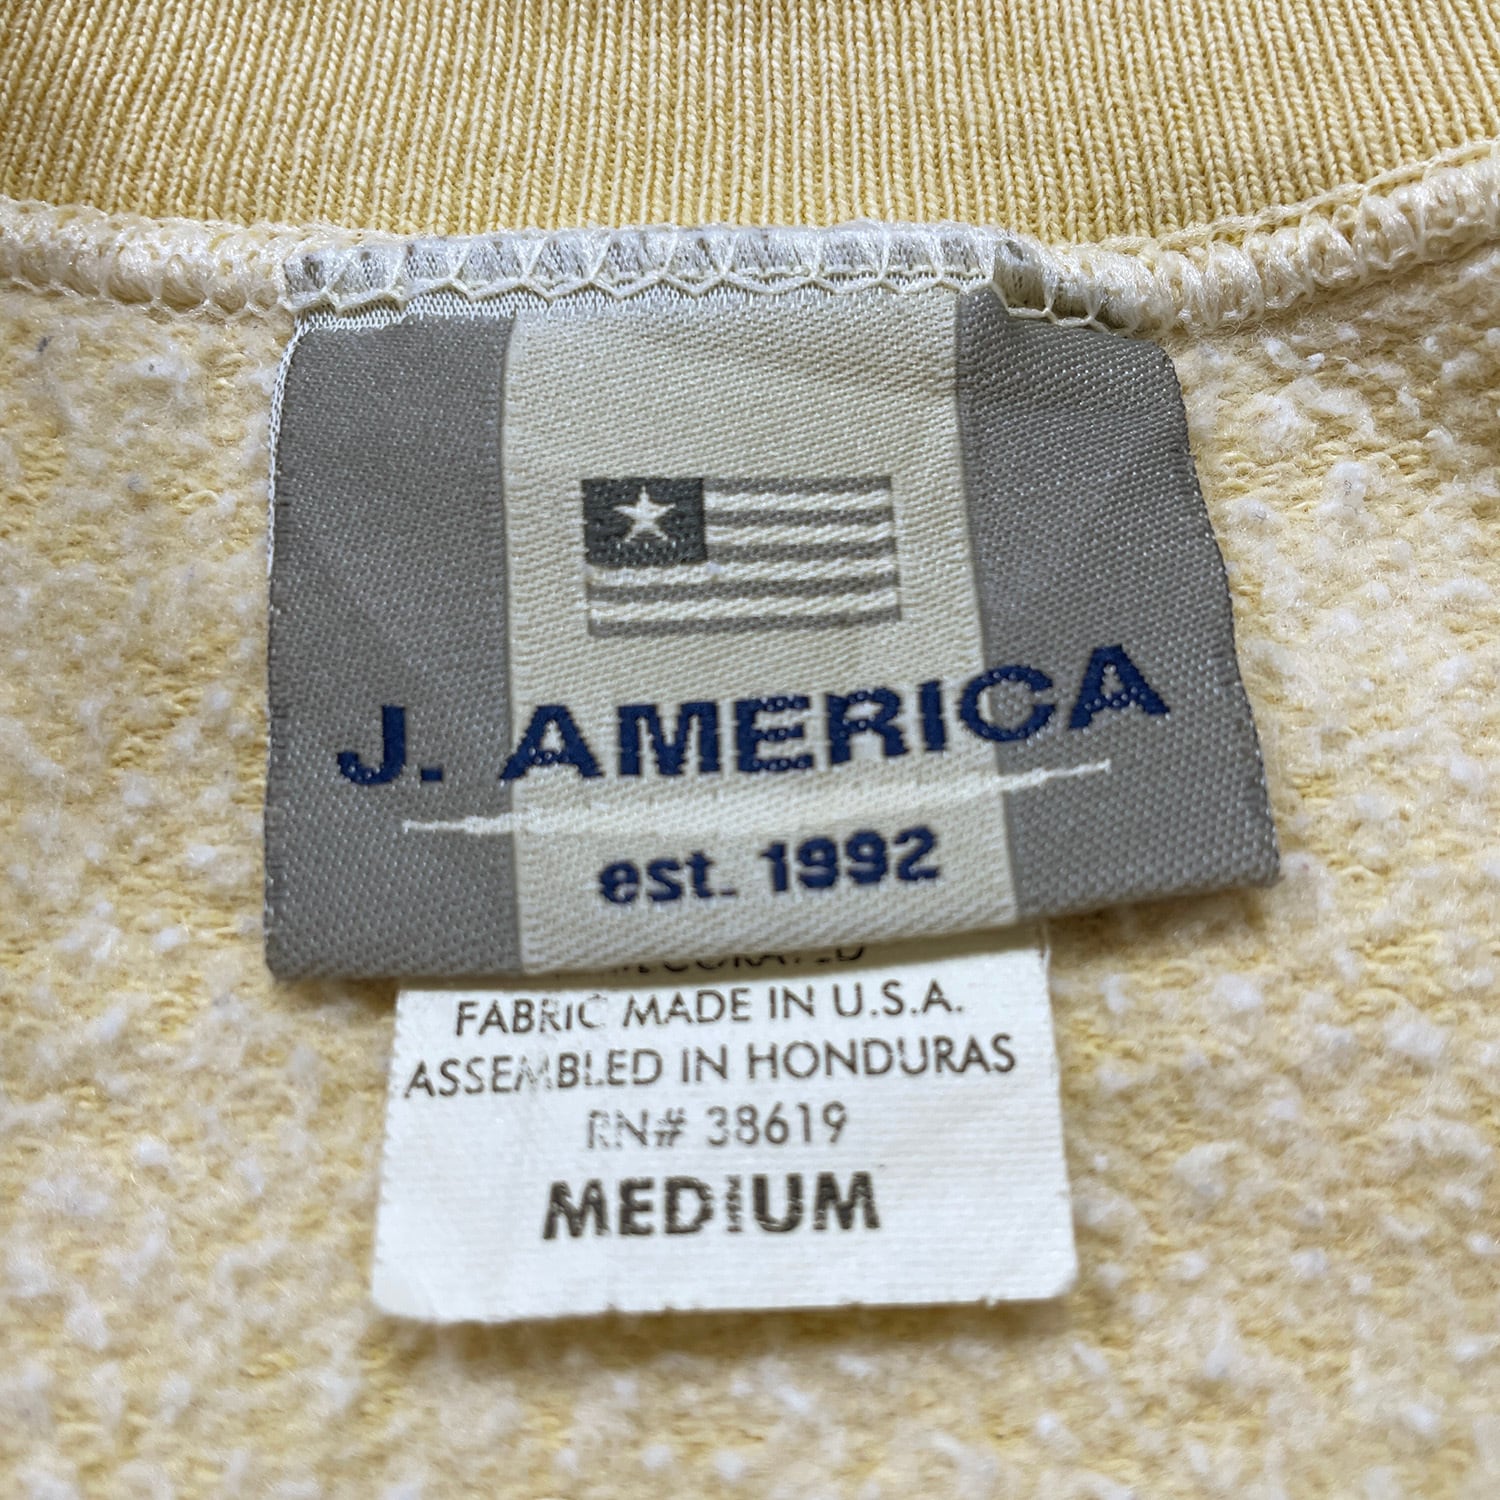 J. AMERICA
est. 1992
FABRIC MADE IN U.S.A.
ASSEMBLED IN HONDURAS
RN# 38619
MEDIUM